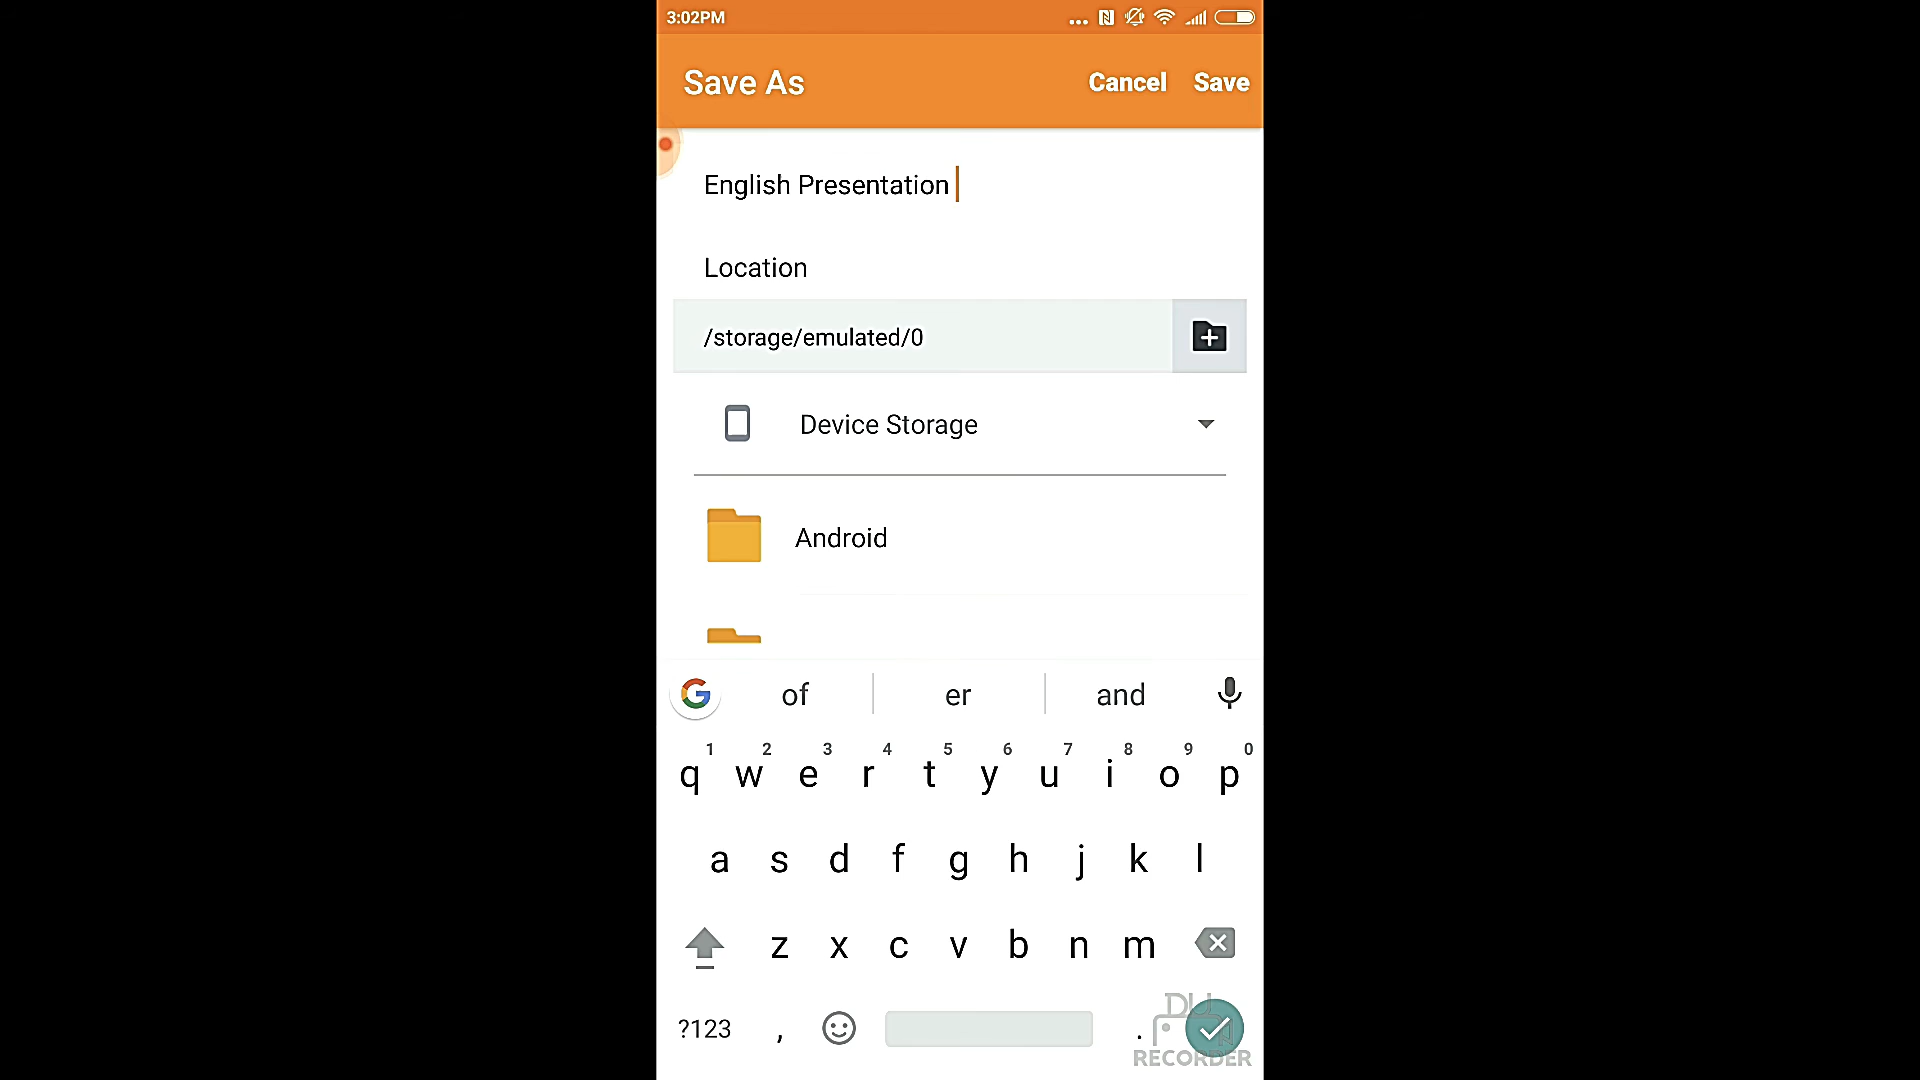 3:02PM
Save As Cancel Save
English Presentation
Location
/storage/emulated/0
Device Storage
Android
of er and
1 2 3 4 5 6 7 8 9 0
q w e r t y u i o p
a s d f g h j k l
z x c v b n m
?123 , .
DU
RECORDER